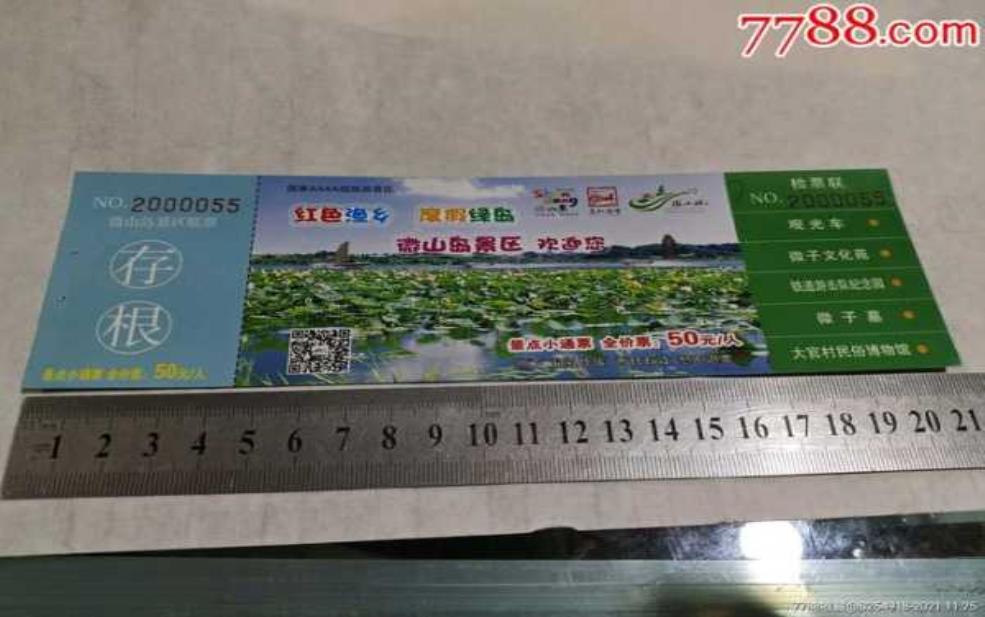 7788.com
NO. 2000055
微山岛景区联票
存
根
景点小通票 全价票: 50元/人
国家AAAA级旅游景区
红色渔乡 度假绿岛
微山岛景区 欢迎您
景点小通票 全价票: 50元/人
检票联
NO. 2000055
观光车
微子文化苑
铁道游击队纪念园
微子墓
大官村民俗博物馆
1 2 3 4 5 6 7 8 9 10 11 12 13 14 15 16 17 18 19 20 21